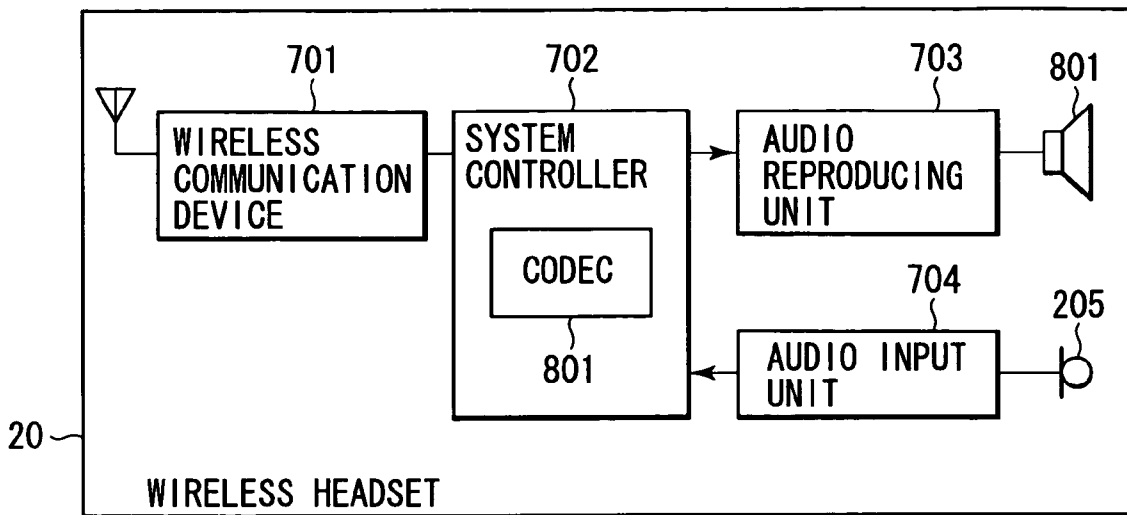 701
702
703
801
WIRELESS
COMMUNICATION
DEVICE
SYSTEM
CONTROLLER
AUDIO
REPRODUCING
UNIT
CODEC
801
704
205
AUDIO INPUT
UNIT
20
WIRELESS HEADSET